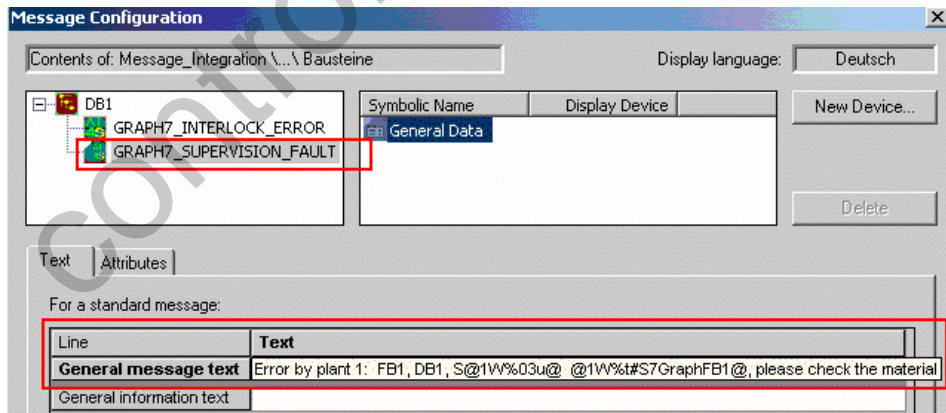 Message Configuration
Contents of: Message_Integration \...\ Bausteine
Display language:
Deutsch
DB1
GRAPH7_INTERLOCK_ERROR
GRAPH7_SUPERVISION_FAULT
Symbolic Name
Display Device
General Data
New Device...
Delete
Text
Attributes
For a standard message:
Line
Text
General message text
Error by plant 1: FB1, DB1, S@1W%03u@ @1W%t#S7GraphFB1@, please check the material
General information text
control